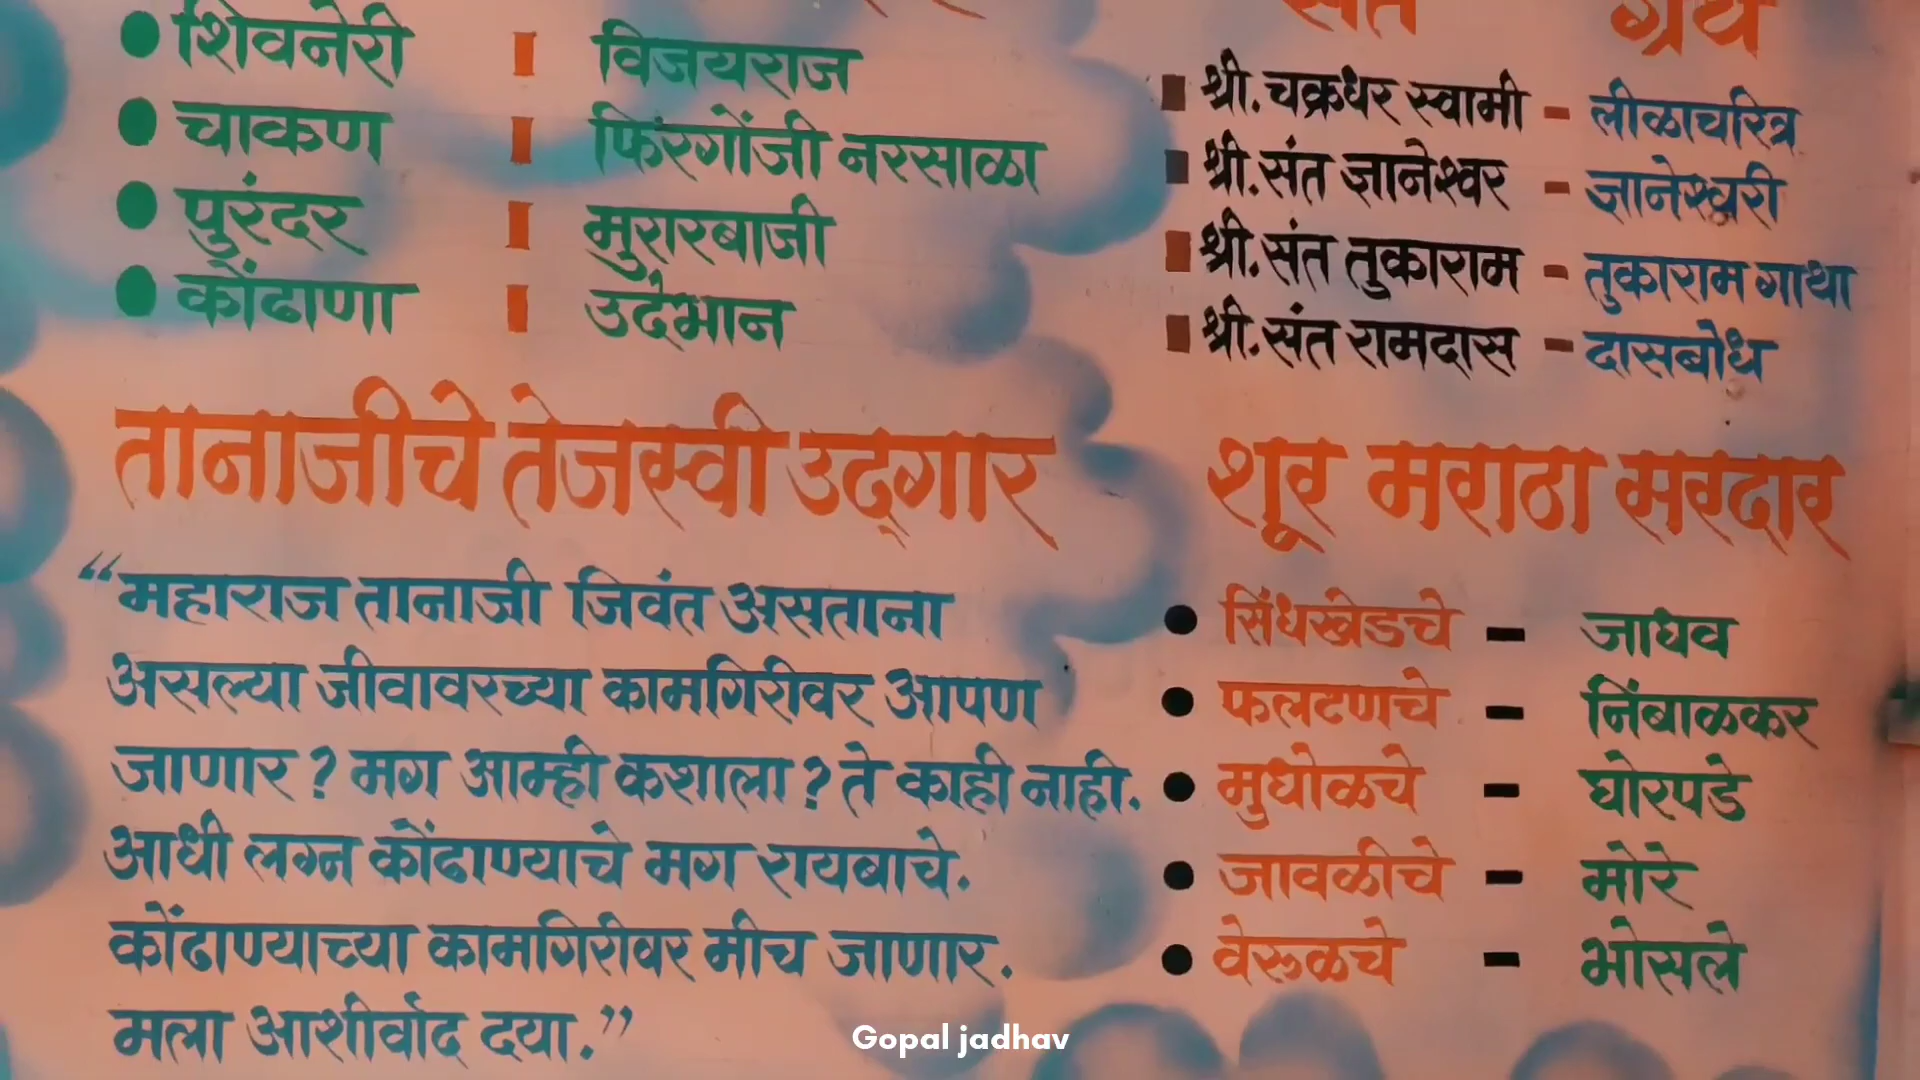 संत ग्रंथ
शिवनेरी विजयराज
चाकण फिरंगोंजी नरसाळा
पुरंदर मुरारबाजी
कोंढाणा उदेभान
श्री.चक्रधर स्वामी - लीळाचरित्र
श्री.संत ज्ञानेश्वर - ज्ञानेश्वरी
श्री.संत तुकाराम - तुकाराम गाथा
श्री.संत रामदास - दासबोध
तानाजीचे तेजस्वी उद्‌गार
“महाराज तानाजी जिवंत असताना
असल्या जीवावरच्या कामगिरीवर आपण
जाणार ? मग आम्ही कशाला ? ते काही नाही.
आधी लग्न कोंढाण्याचे मग रायबाचे.
कोंढाण्याच्या कामगिरीवर मीच जाणार.
मला आशीर्वाद दया.”
शूर मराठा सरदार
सिंधखेडचे - जाधव
फलटणचे - निंबाळकर
मुधोळचे - घोरपडे
जावळीचे - मोरे
वेरूळचे - भोसले
Gopal jadhav